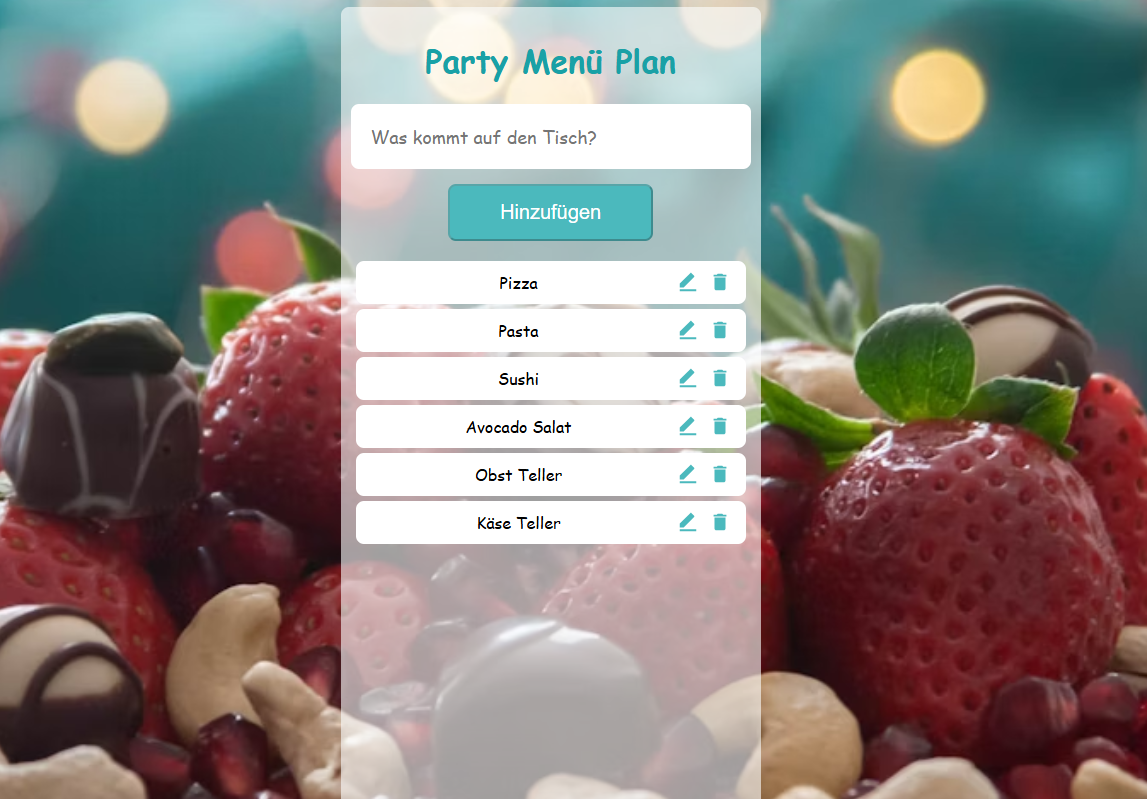 Party Menü Plan
Was kommt auf den Tisch?
Hinzufügen
Pizza
Pasta
Sushi
Avocado Salat
Obst Teller
Käse Teller